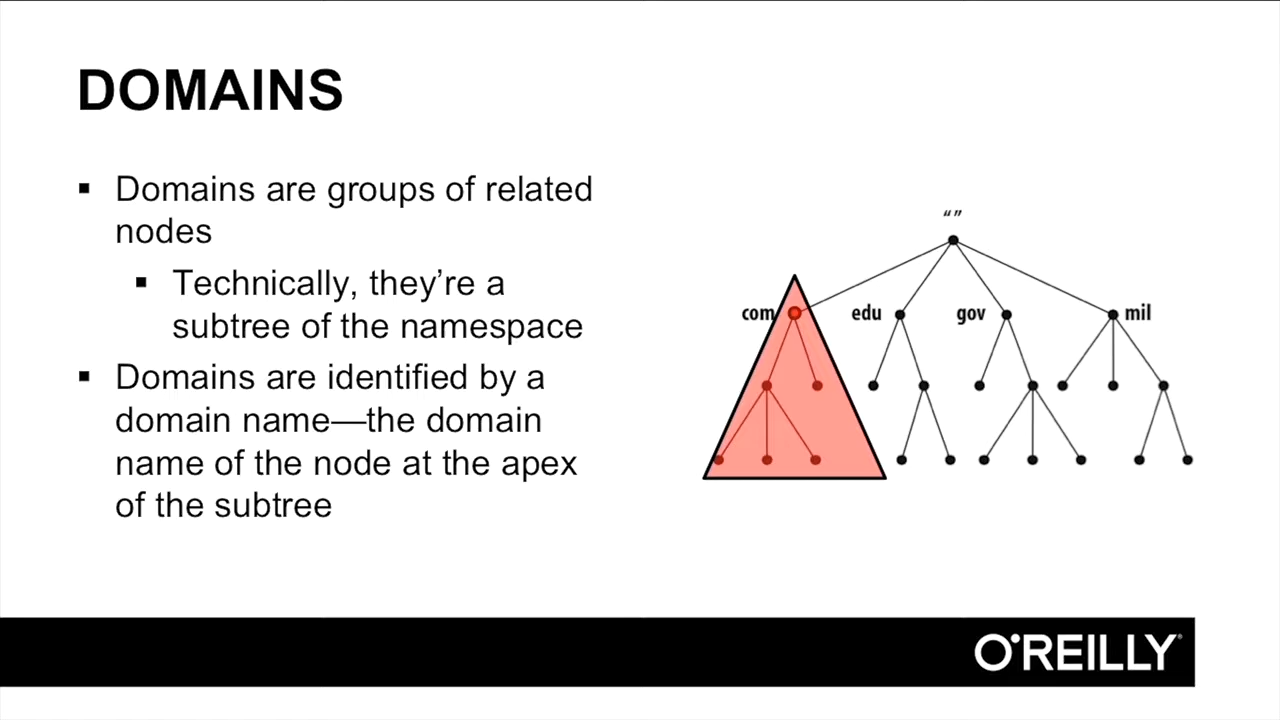 DOMAINS
▪ Domains are groups of related
nodes
▪ Technically, they’re a
subtree of the namespace
▪ Domains are identified by a
domain name—the domain
name of the node at the apex
of the subtree
“ ”
com edu gov mil
O'REILLY®